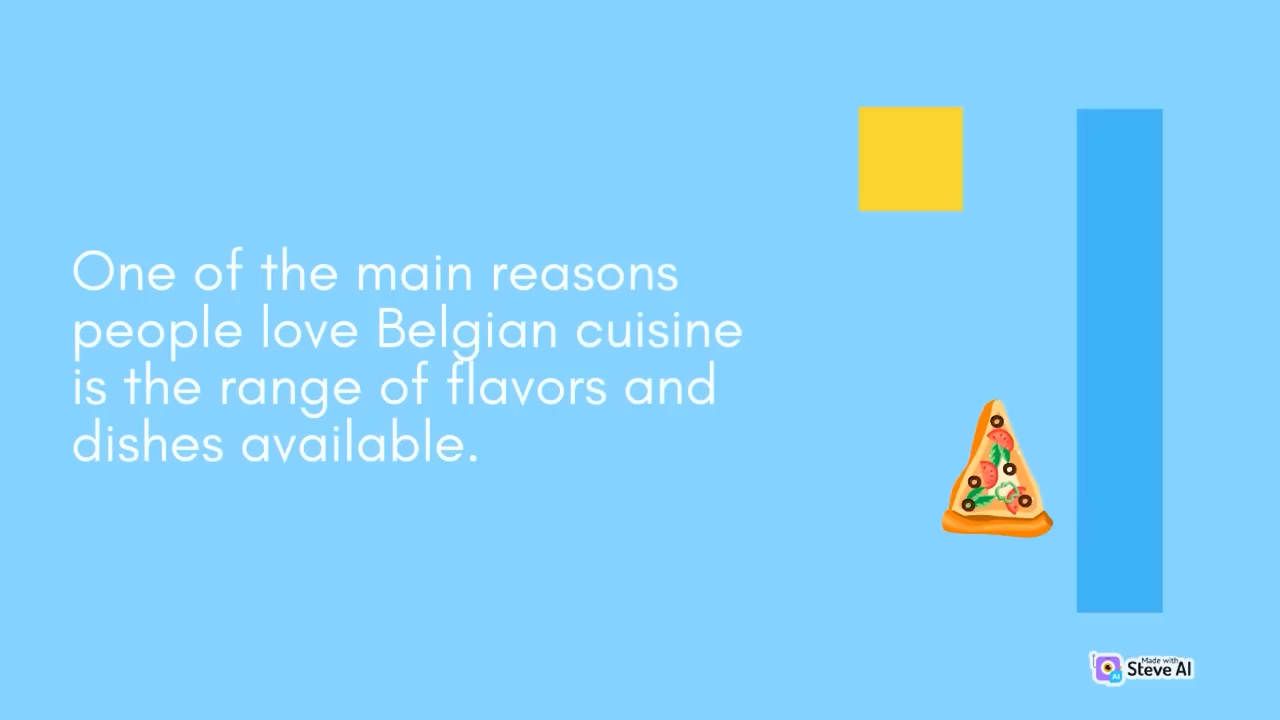 One of the main reasons
people love Belgian cuisine
is the range of flavors and
dishes available.
Made with
Steve AI
AI